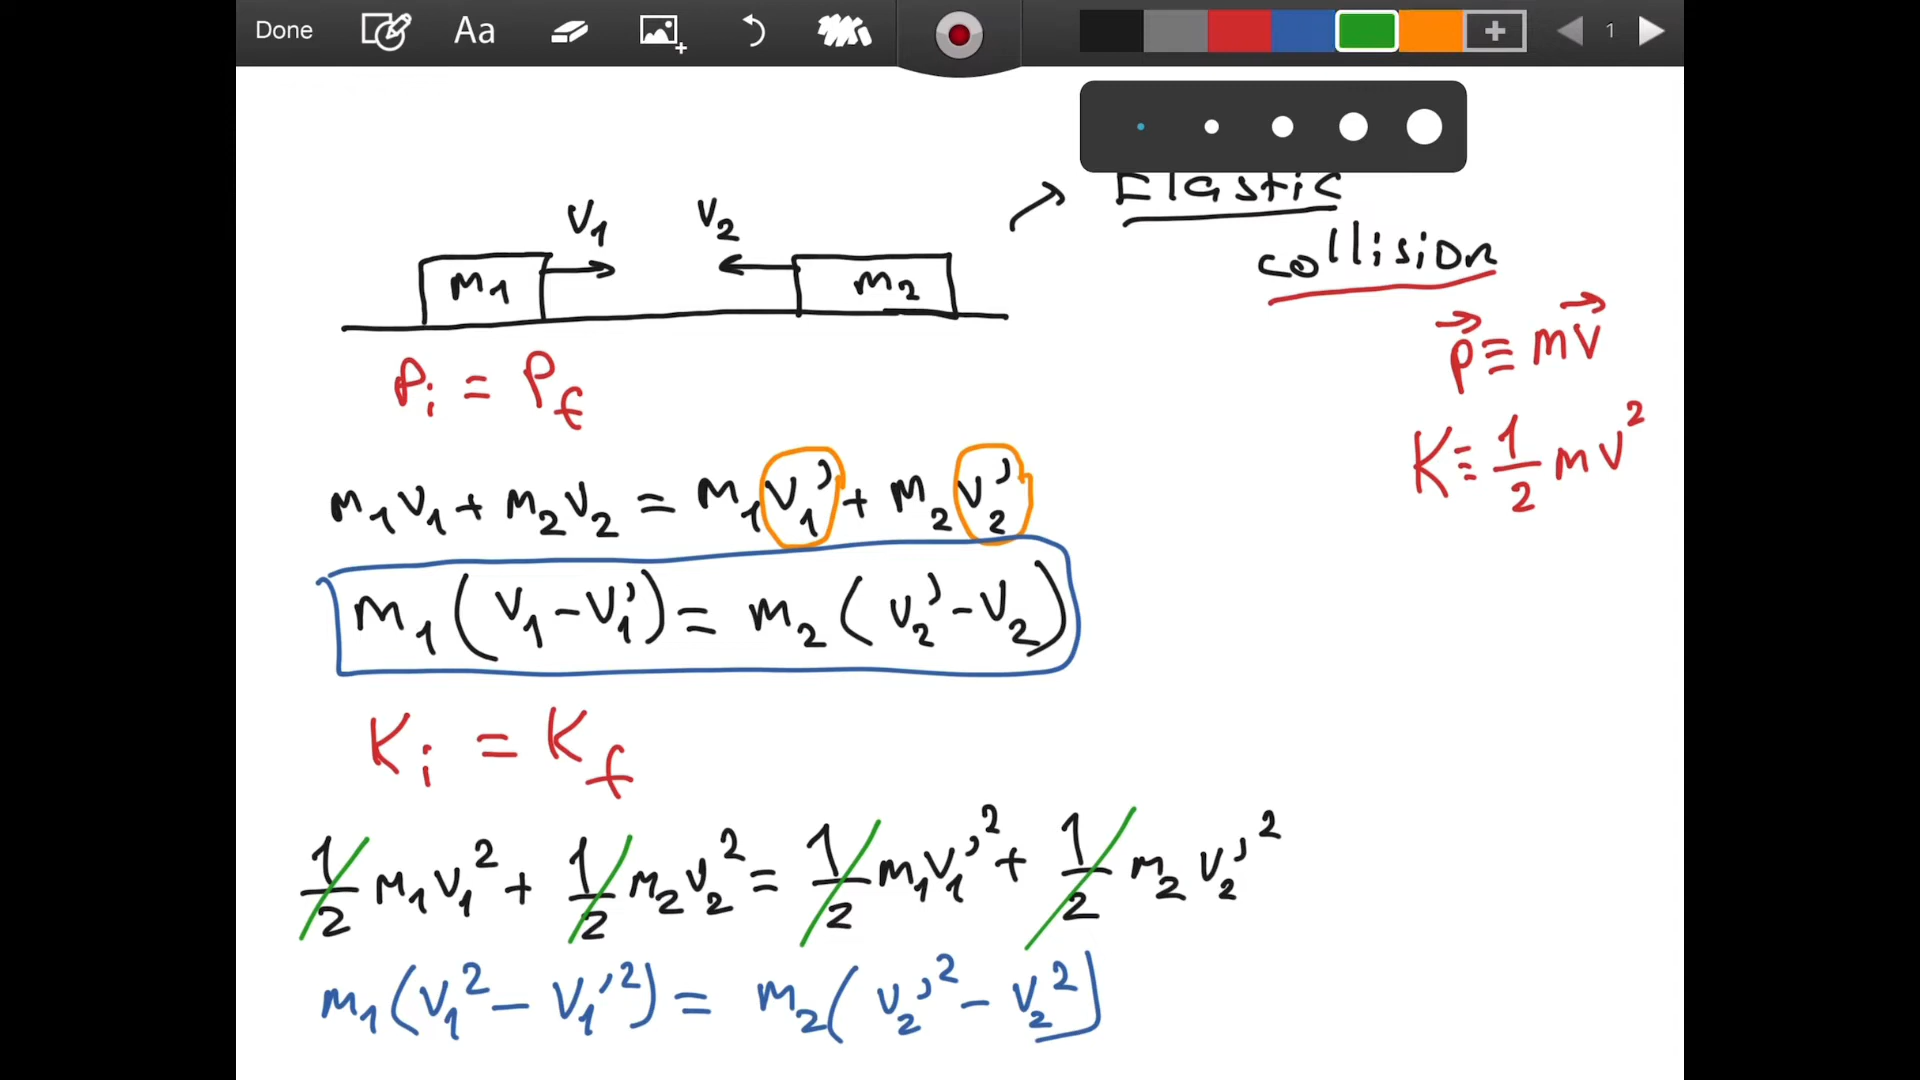 Done Aa 1
Elastic
collision
V₁ V₂
m₁ m₂
p⃗ ≡ mv⃗
K ≡ 1/2 mv²
Pᵢ = P_f
m₁v₁ + m₂v₂ = m₁v₁' + m₂v₂'
m₁(v₁ - v₁') = m₂(v₂' - v₂)
Kᵢ = K_f
1/2 m₁v₁² + 1/2 m₂v₂² = 1/2 m₁v₁'² + 1/2 m₂v₂'²
m₁(v₁² - v₁'²) = m₂(v₂'² - v₂²)